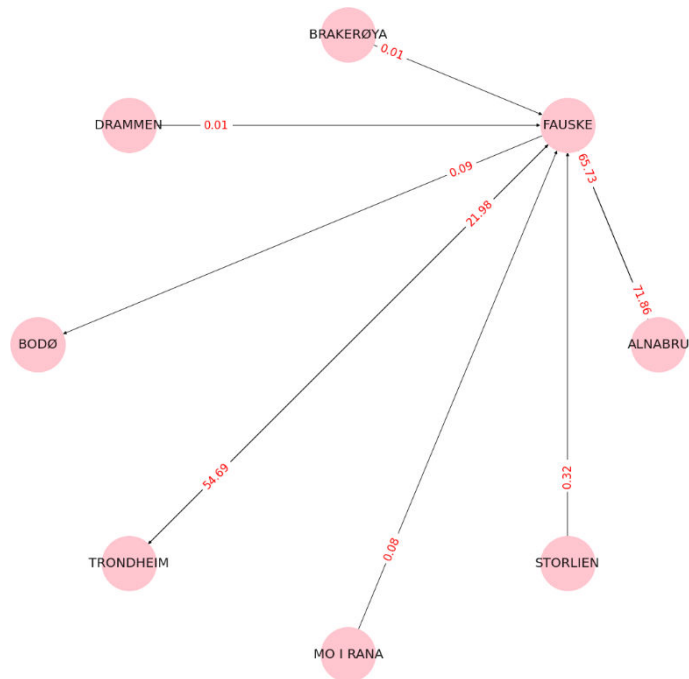 BRAKERØYA
0.01
DRAMMEN
0.01
FAUSKE
0.09
65.73
21.98
71.86
BODØ
ALNABRU
54.69
0.32
0.08
TRONDHEIM
STORLIEN
MO I RANA